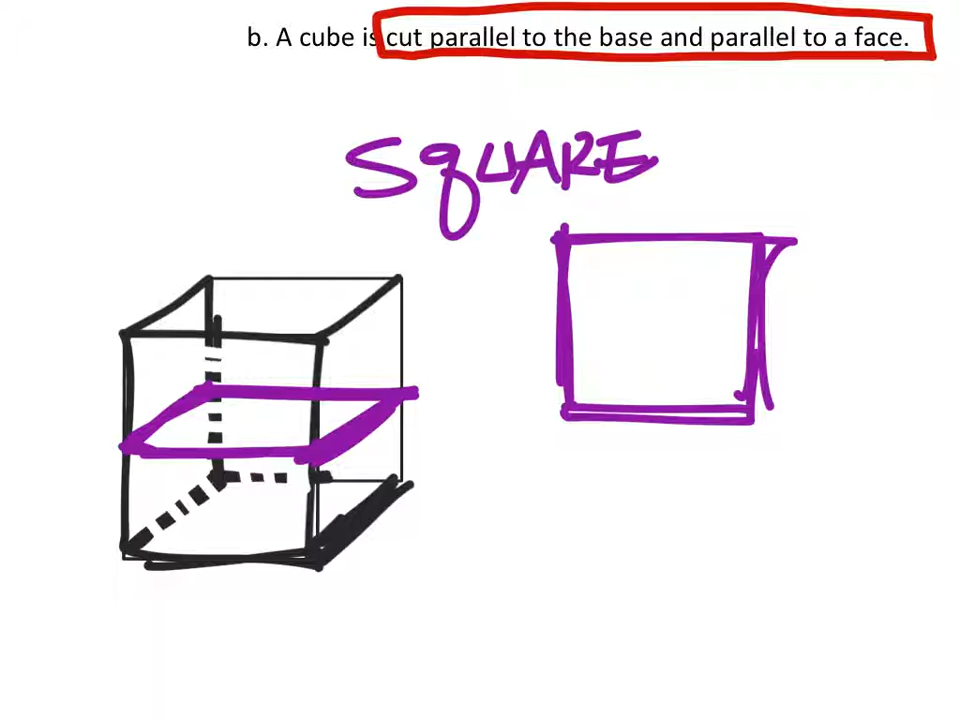 b. A cube is cut parallel to the base and parallel to a face.
SqUARE